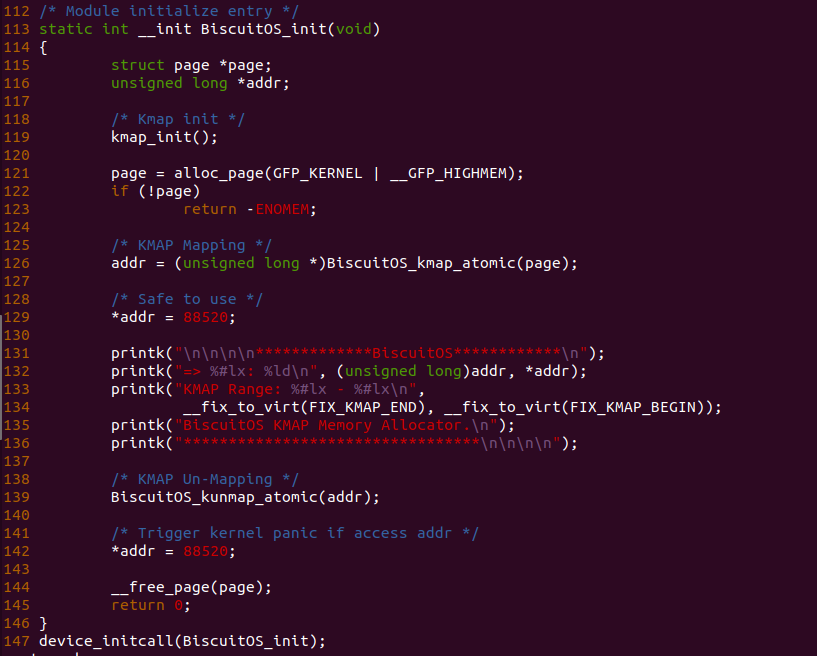 112 /* Module initialize entry */
113 static int __init BiscuitOS_init(void)
114 {
115         struct page *page;
116         unsigned long *addr;
117
118         /* Kmap init */
119         kmap_init();
120
121         page = alloc_page(GFP_KERNEL | __GFP_HIGHMEM);
122         if (!page)
123                 return -ENOMEM;
124
125         /* KMAP Mapping */
126         addr = (unsigned long *)BiscuitOS_kmap_atomic(page);
127
128         /* Safe to use */
129         *addr = 88520;
130
131         printk("\n\n\n\n*************BiscuitOS************\n");
132         printk("=> %#lx: %ld\n", (unsigned long)addr, *addr);
133         printk("KMAP Range: %#lx - %#lx\n",
134                 __fix_to_virt(FIX_KMAP_END), __fix_to_virt(FIX_KMAP_BEGIN));
135         printk("BiscuitOS KMAP Memory Allocator.\n");
136         printk("*********************************\n\n\n\n");
137
138         /* KMAP Un-Mapping */
139         BiscuitOS_kunmap_atomic(addr);
140
141         /* Trigger kernel panic if access addr */
142         *addr = 88520;
143
144         __free_page(page);
145         return 0;
146 }
147 device_initcall(BiscuitOS_init);